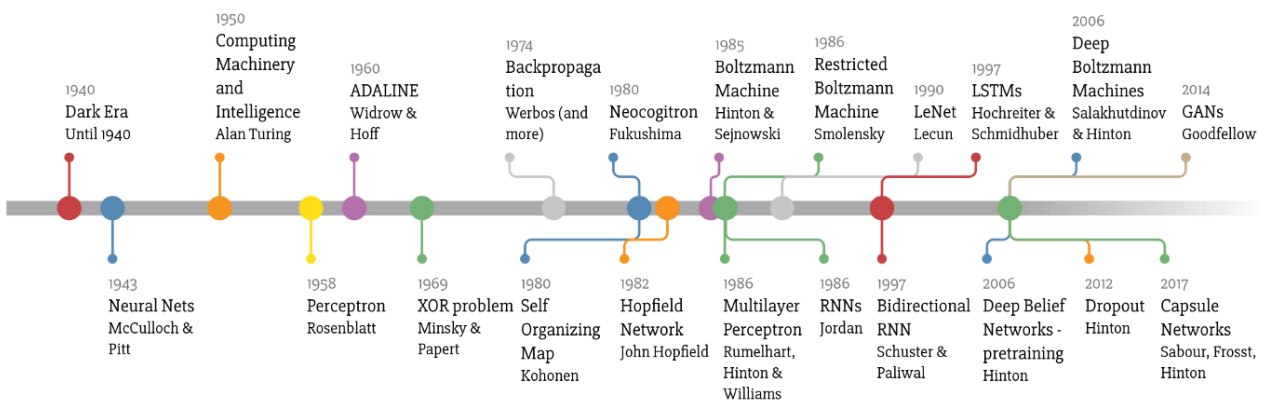 1940
Dark Era
Until 1940
1950
Computing
Machinery
and
Intelligence
Alan Turing
1960
ADALINE
Widrow &
Hoff
1974
Backpropaga
tion
Werbos (and
more)
1980
Neocogitron
Fukushima
1985
Boltzmann
Machine
Hinton &
Sejnowski
1986
Restricted
Boltzmann
Machine
Smolensky
1990
LeNet
Lecun
1997
LSTMs
Hochreiter &
Schmidhuber
2006
Deep
Boltzmann
Machines
Salakhutdinov
& Hinton
2014
GANs
Goodfellow
1943
Neural Nets
McCulloch &
Pitt
1958
Perceptron
Rosenblatt
1969
XOR problem
Minsky &
Papert
1980
Self
Organizing
Map
Kohonen
1982
Hopfield
Network
John Hopfield
1986
Multilayer
Perceptron
Rumelhart,
Hinton &
Williams
1986
RNNs
Jordan
1997
Bidirectional
RNN
Schuster &
Paliwal
2006
Deep Belief
Networks -
pretraining
Hinton
2012
Dropout
Hinton
2017
Capsule
Networks
Sabour, Frosst,
Hinton